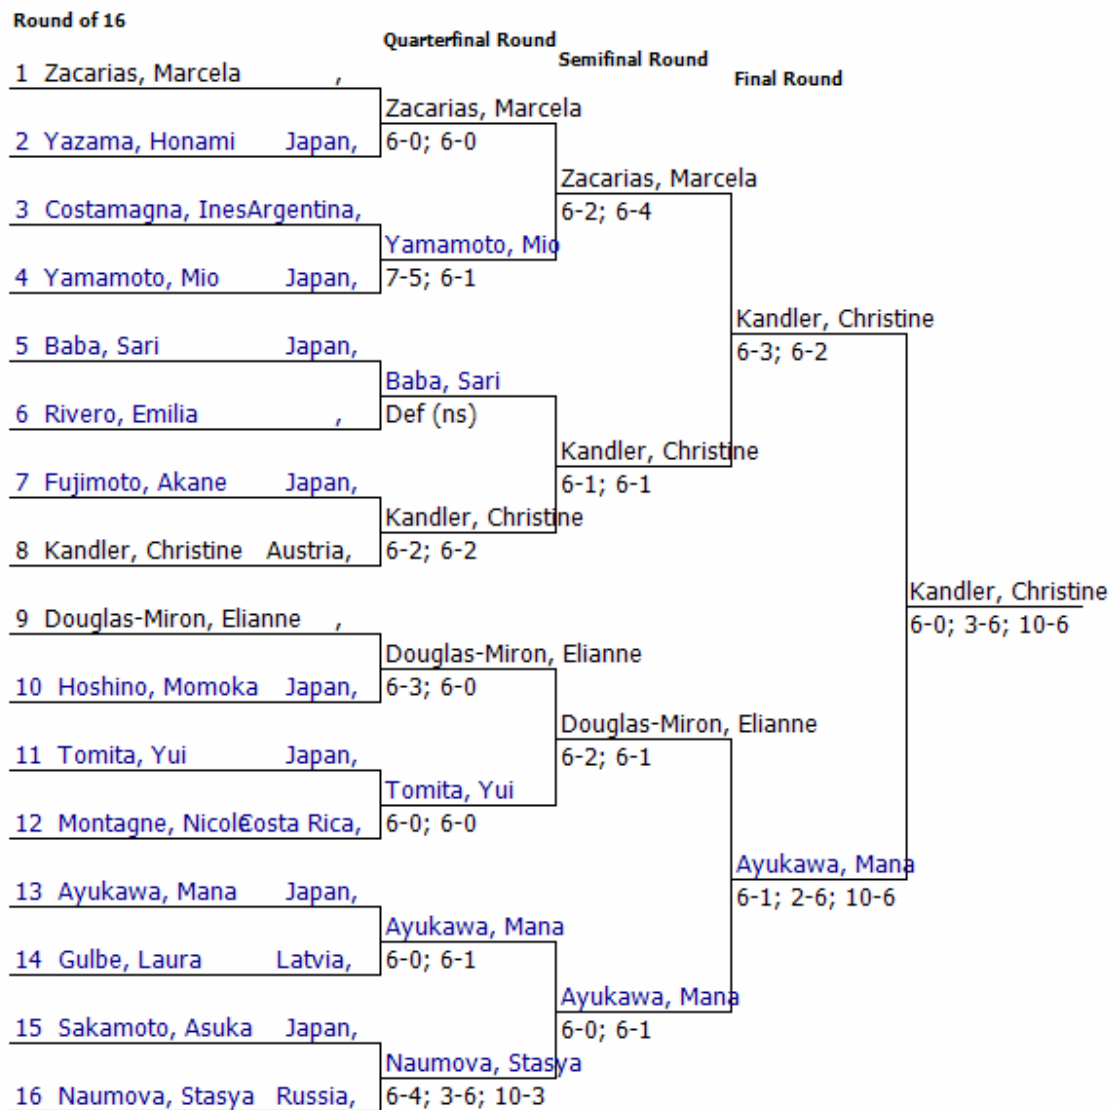 Round of 16
Quarterfinal Round
Semifinal Round
Final Round
1 Zacarias, Marcela ,
Zacarias, Marcela
2 Yazama, Honami Japan,
6-0; 6-0
Zacarias, Marcela
3 Costamagna, InesArgentina,
6-2; 6-4
Yamamoto, Mio
4 Yamamoto, Mio Japan,
7-5; 6-1
Kandler, Christine
5 Baba, Sari Japan,
6-3; 6-2
Baba, Sari
6 Rivero, Emilia ,
Def (ns)
Kandler, Christine
7 Fujimoto, Akane Japan,
6-1; 6-1
Kandler, Christine
8 Kandler, Christine Austria,
6-2; 6-2
Kandler, Christine
9 Douglas-Miron, Elianne ,
6-0; 3-6; 10-6
Douglas-Miron, Elianne
10 Hoshino, Momoka Japan,
6-3; 6-0
Douglas-Miron, Elianne
11 Tomita, Yui Japan,
6-2; 6-1
Tomita, Yui
12 Montagne, Nicole Costa Rica,
6-0; 6-0
Ayukawa, Mana
13 Ayukawa, Mana Japan,
6-1; 2-6; 10-6
Ayukawa, Mana
14 Gulbe, Laura Latvia,
6-0; 6-1
Ayukawa, Mana
15 Sakamoto, Asuka Japan,
6-0; 6-1
Naumova, Stasya
16 Naumova, Stasya Russia,
6-4; 3-6; 10-3